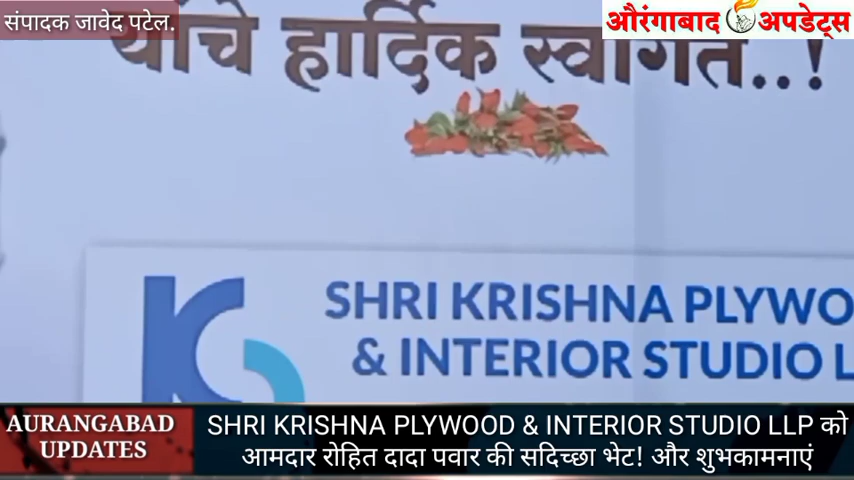 संपादक जावेद पटेल.
औरंगाबाद अपडेट्स
यांचे हार्दिक स्वागत...!
SHRI KRISHNA PLYWO
& INTERIOR STUDIO L
AURANGABAD
UPDATES
SHRI KRISHNA PLYWOOD & INTERIOR STUDIO LLP को
आमदार रोहित दादा पवार की सदिच्छा भेट! और शुभकामनाएं